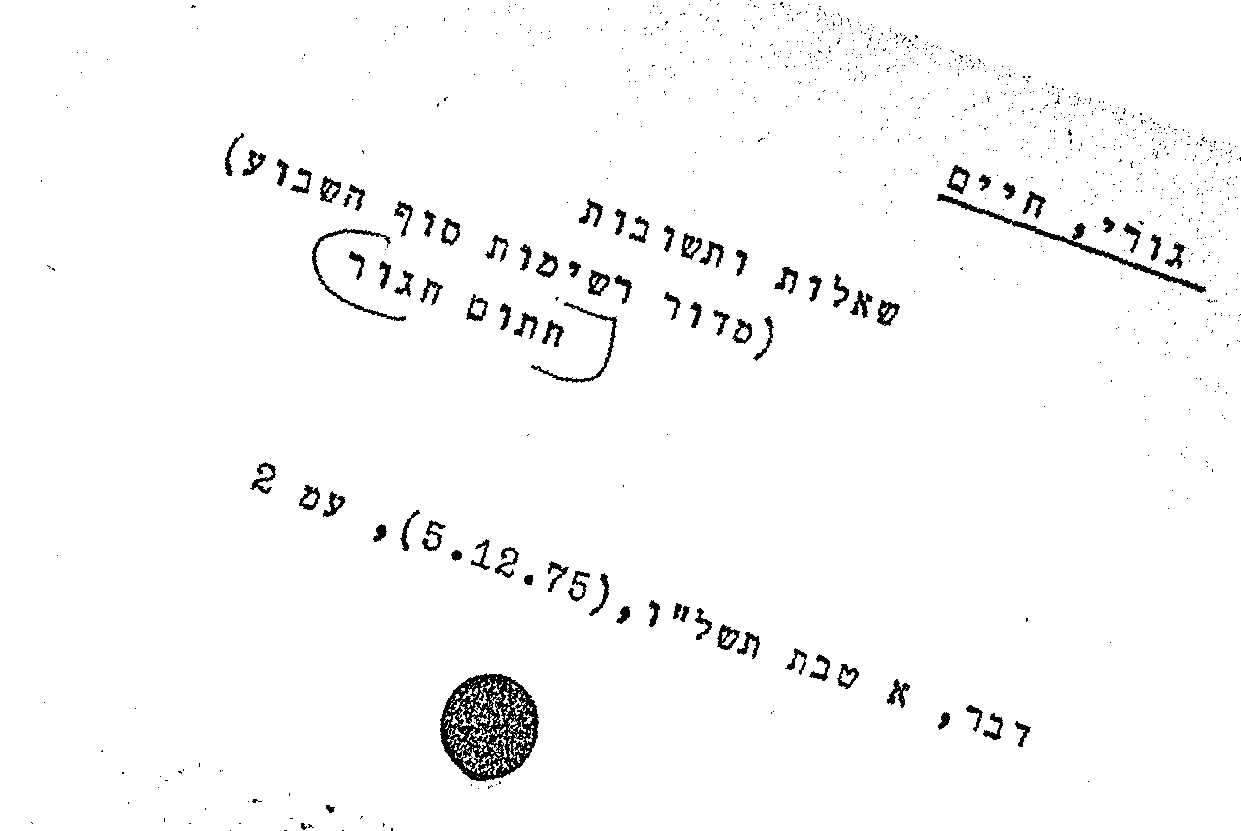 גורי, חיים
שאלות ותשובות
(מדור רשימות סוף השבוע)
חתום חגור
דבר, א טבת תשל"ו,(5.12.75), עמ 2